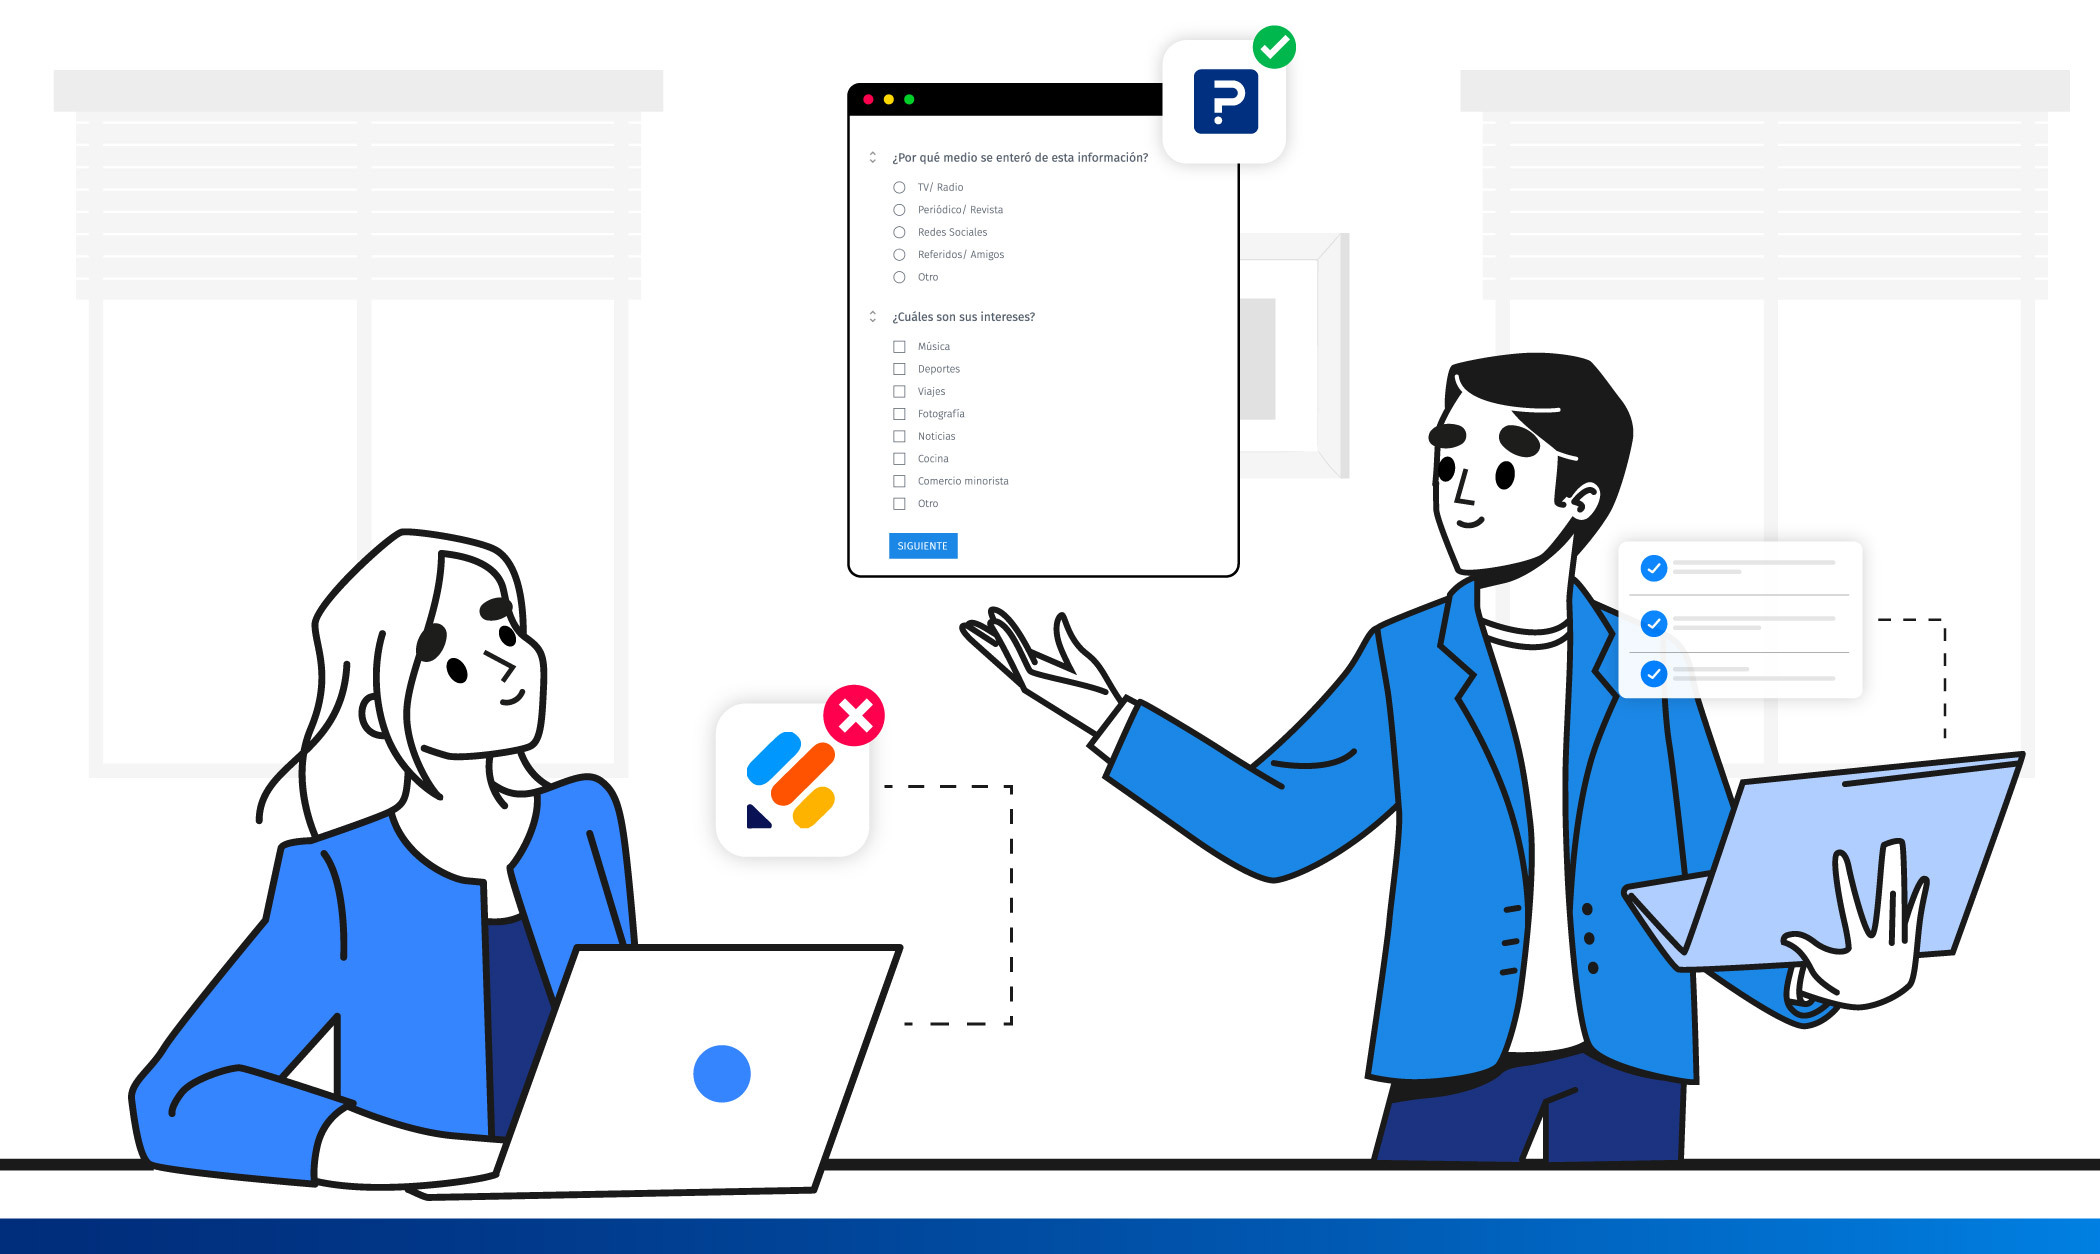 ¿Por qué medio se enteró de esta información?
TV/ Radio
Periódico/ Revista
Redes Sociales
Referidos/ Amigos
Otro
¿Cuáles son sus intereses?
Música
Deportes
Viajes
Fotografía
Noticias
Cocina
Comercio minorista
Otro
SIGUIENTE